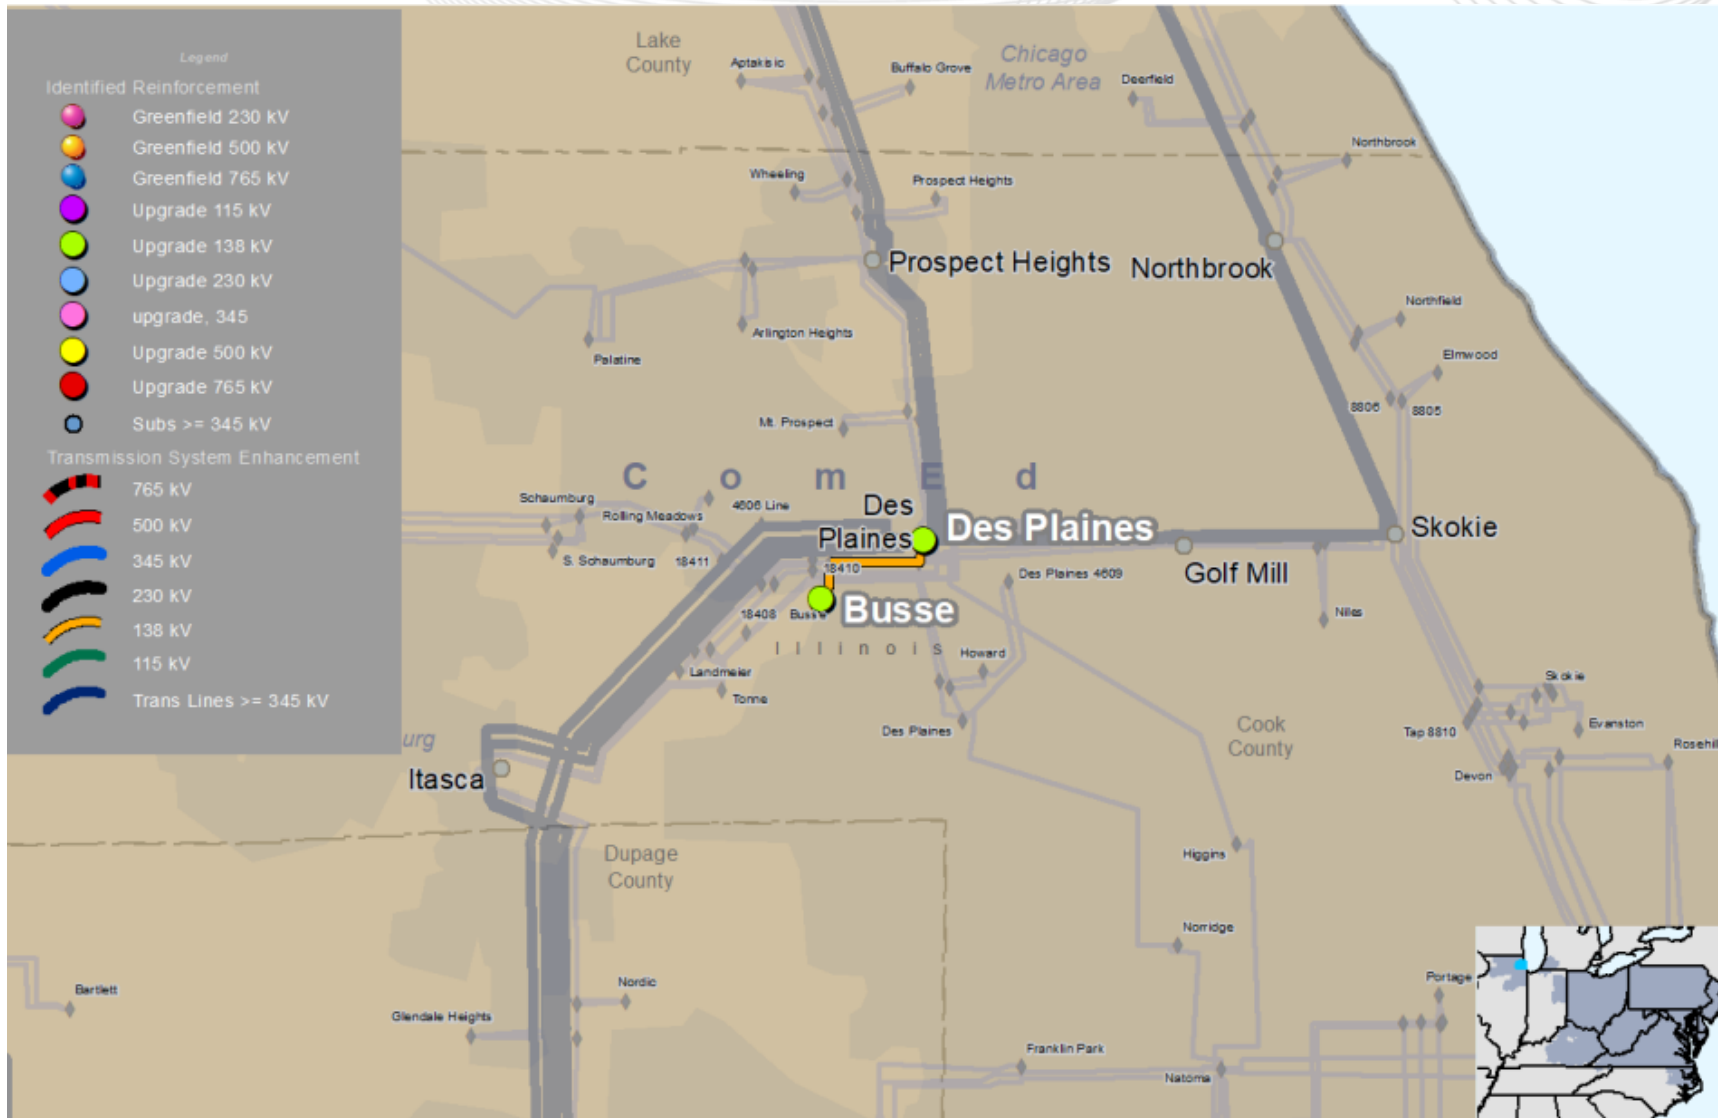 Legend
Identified Reinforcement
Greenfield 230 kV
Greenfield 500 kV
Greenfield 765 kV
Upgrade 115 kV
Upgrade 138 kV
Upgrade 230 kV
upgrade, 345
Upgrade 500 kV
Upgrade 765 kV
Subs >= 345 kV
Transmission System Enhancement
765 kV
500 kV
345 kV
230 kV
138 kV
115 kV
Trans Lines >= 345 kV
Lake
County
Aptakisic
Buffalo Grove
Chicago
Metro Area
Deerfield
Northbrook
Wheeling
Prospect Heights
Prospect Heights
Northbrook
Northfield
Arlington Heights
Palatine
Elmwood
8806
8805
Mt. Prospect
C o m E d
Schaumburg
Rolling Meadows
4606 Line
Des
Plaines
Des Plaines
Skokie
S. Schaumburg
18411
18410
Des Plaines 4609
Golf Mill
18408
Busse
Busse
Niles
Illinois
Howard
Landmeier
Tonne
Skokie
Des Plaines
Cook
County
Tap 8810
Evanston
urg
Rosehill
Itasca
Devon
Dupage
County
Higgins
Norridge
Bartlett
Nordic
Portage
Glendale Heights
Franklin Park
Natoma